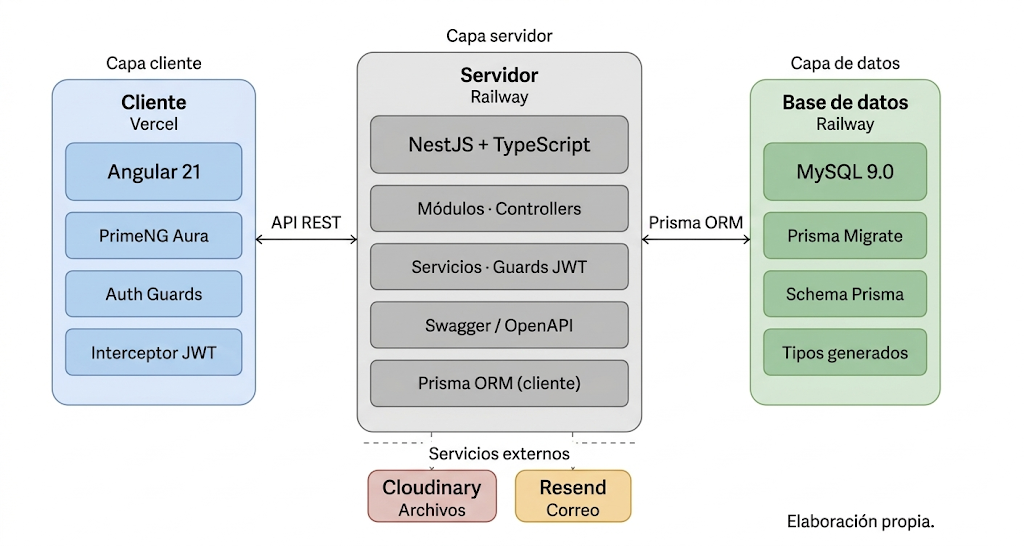 Capa cliente
Cliente
Vercel
Angular 21
PrimeNG Aura
Auth Guards
Interceptor JWT
API REST
Capa servidor
Servidor
Railway
NestJS + TypeScript
Módulos · Controllers
Servicios · Guards JWT
Swagger / OpenAPI
Prisma ORM (cliente)
Prisma ORM
Capa de datos
Base de datos
Railway
MySQL 9.0
Prisma Migrate
Schema Prisma
Tipos generados
Servicios externos
Cloudinary
Archivos
Resend
Correo
Elaboración propia.